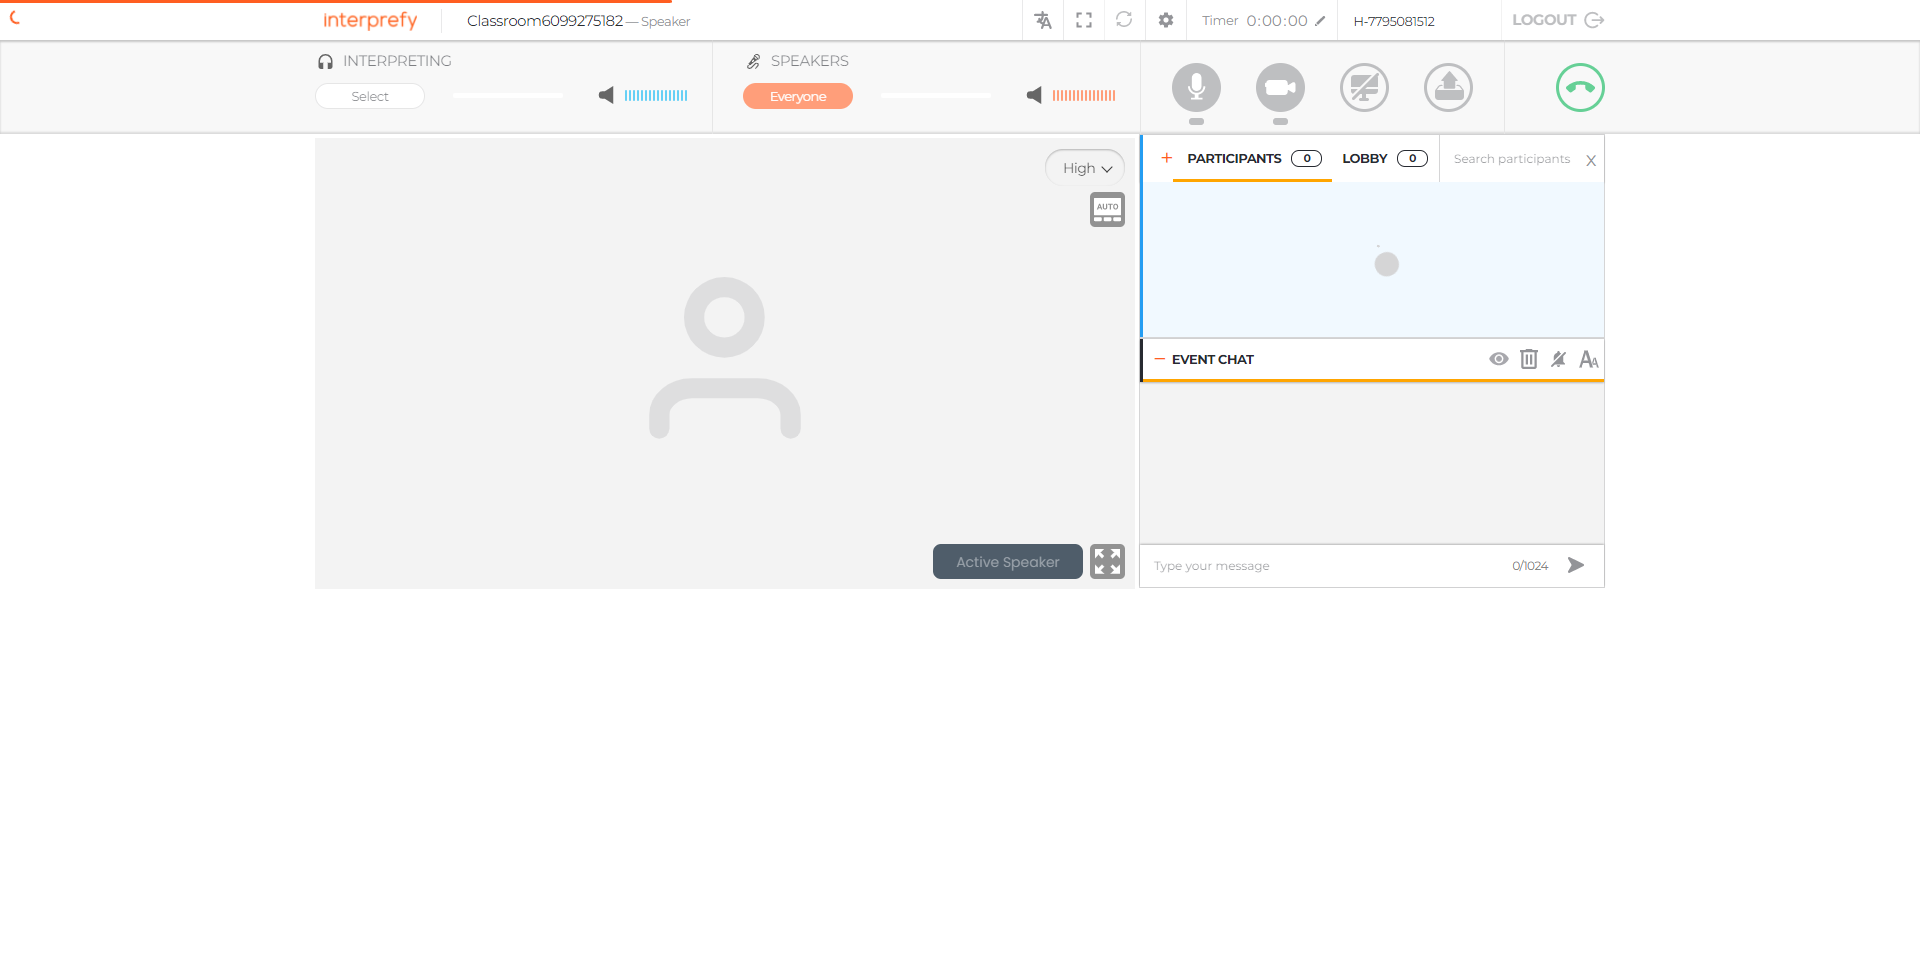 interprefy
Classroom6099275182 — Speaker
Timer 0:00:00
H-7795081512
LOGOUT
INTERPRETING
Select
SPEAKERS
Everyone
High
AUTO
Active Speaker
+ PARTICIPANTS 0
LOBBY 0
Search participants X
− EVENT CHAT
Type your message
0/1024